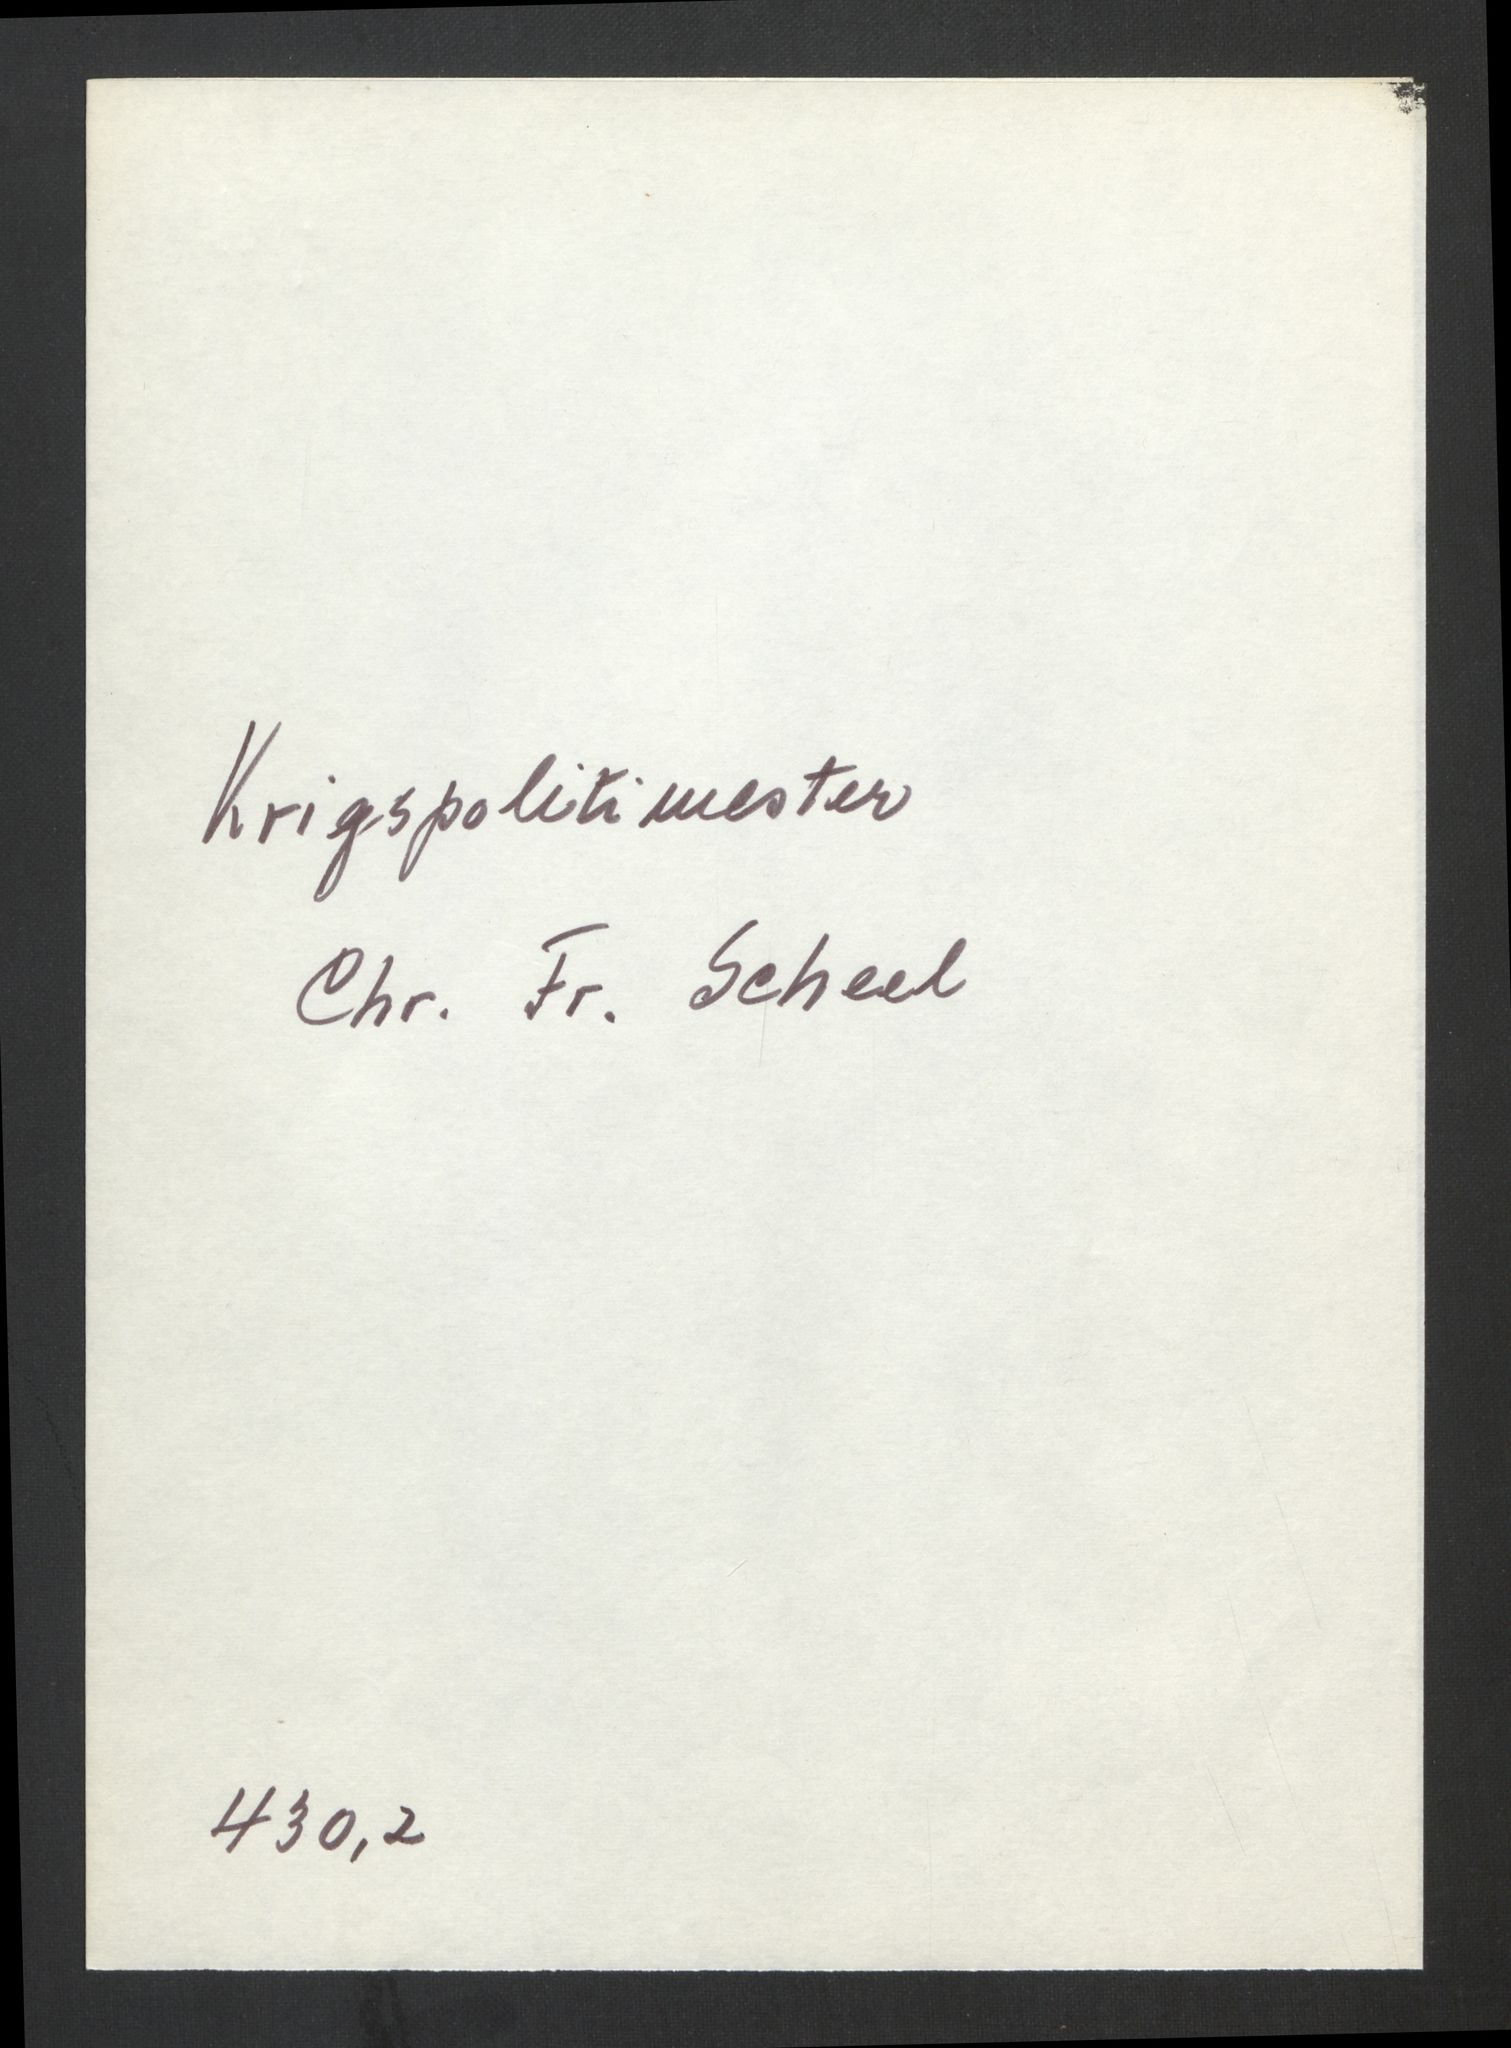 Krigspolitimester
Chr. Fr. Scheel
430,2